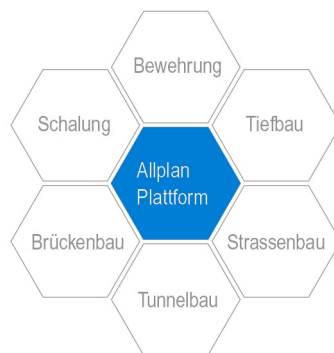 Bewehrung
Schalung
Tiefbau
Allplan
Plattform
Brückenbau
Strassenbau
Tunnelbau